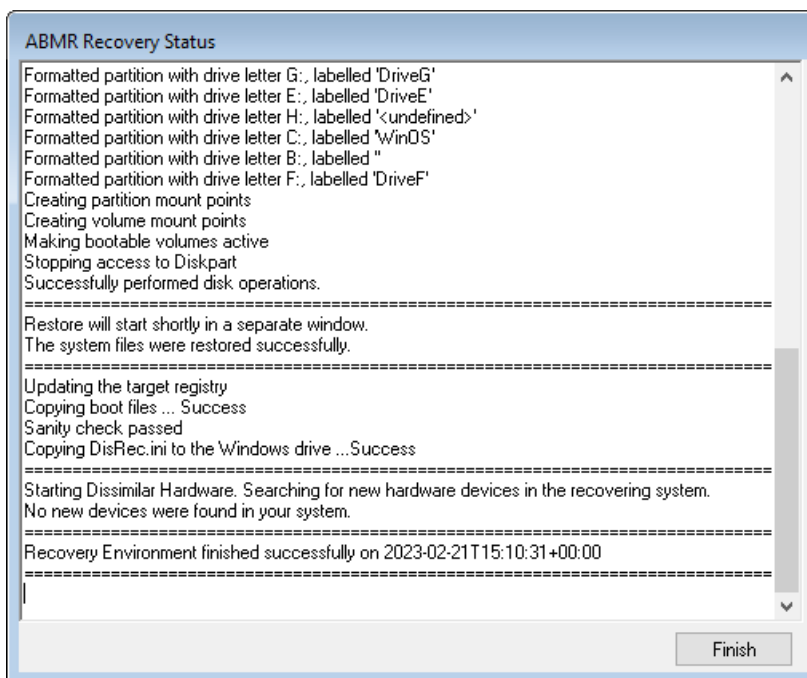 ABMR Recovery Status
Formatted partition with drive letter G:, labelled 'DriveG'
Formatted partition with drive letter E:, labelled 'DriveE'
Formatted partition with drive letter H:, labelled '<undefined>'
Formatted partition with drive letter C:, labelled 'WinOS'
Formatted partition with drive letter B:, labelled ''
Formatted partition with drive letter F:, labelled 'DriveF'
Creating partition mount points
Creating volume mount points
Making bootable volumes active
Stopping access to Diskpart
Successfully performed disk operations.
==============================================================================
Restore will start shortly in a separate window.
The system files were restored successfully.
==============================================================================
Updating the target registry
Copying boot files ... Success
Sanity check passed
Copying DisRec.ini to the Windows drive ...Success
==============================================================================
Starting Dissimilar Hardware. Searching for new hardware devices in the recovering system.
No new devices were found in your system.
==============================================================================
Recovery Environment finished successfully on 2023-02-21T15:10:31+00:00
==============================================================================
Finish